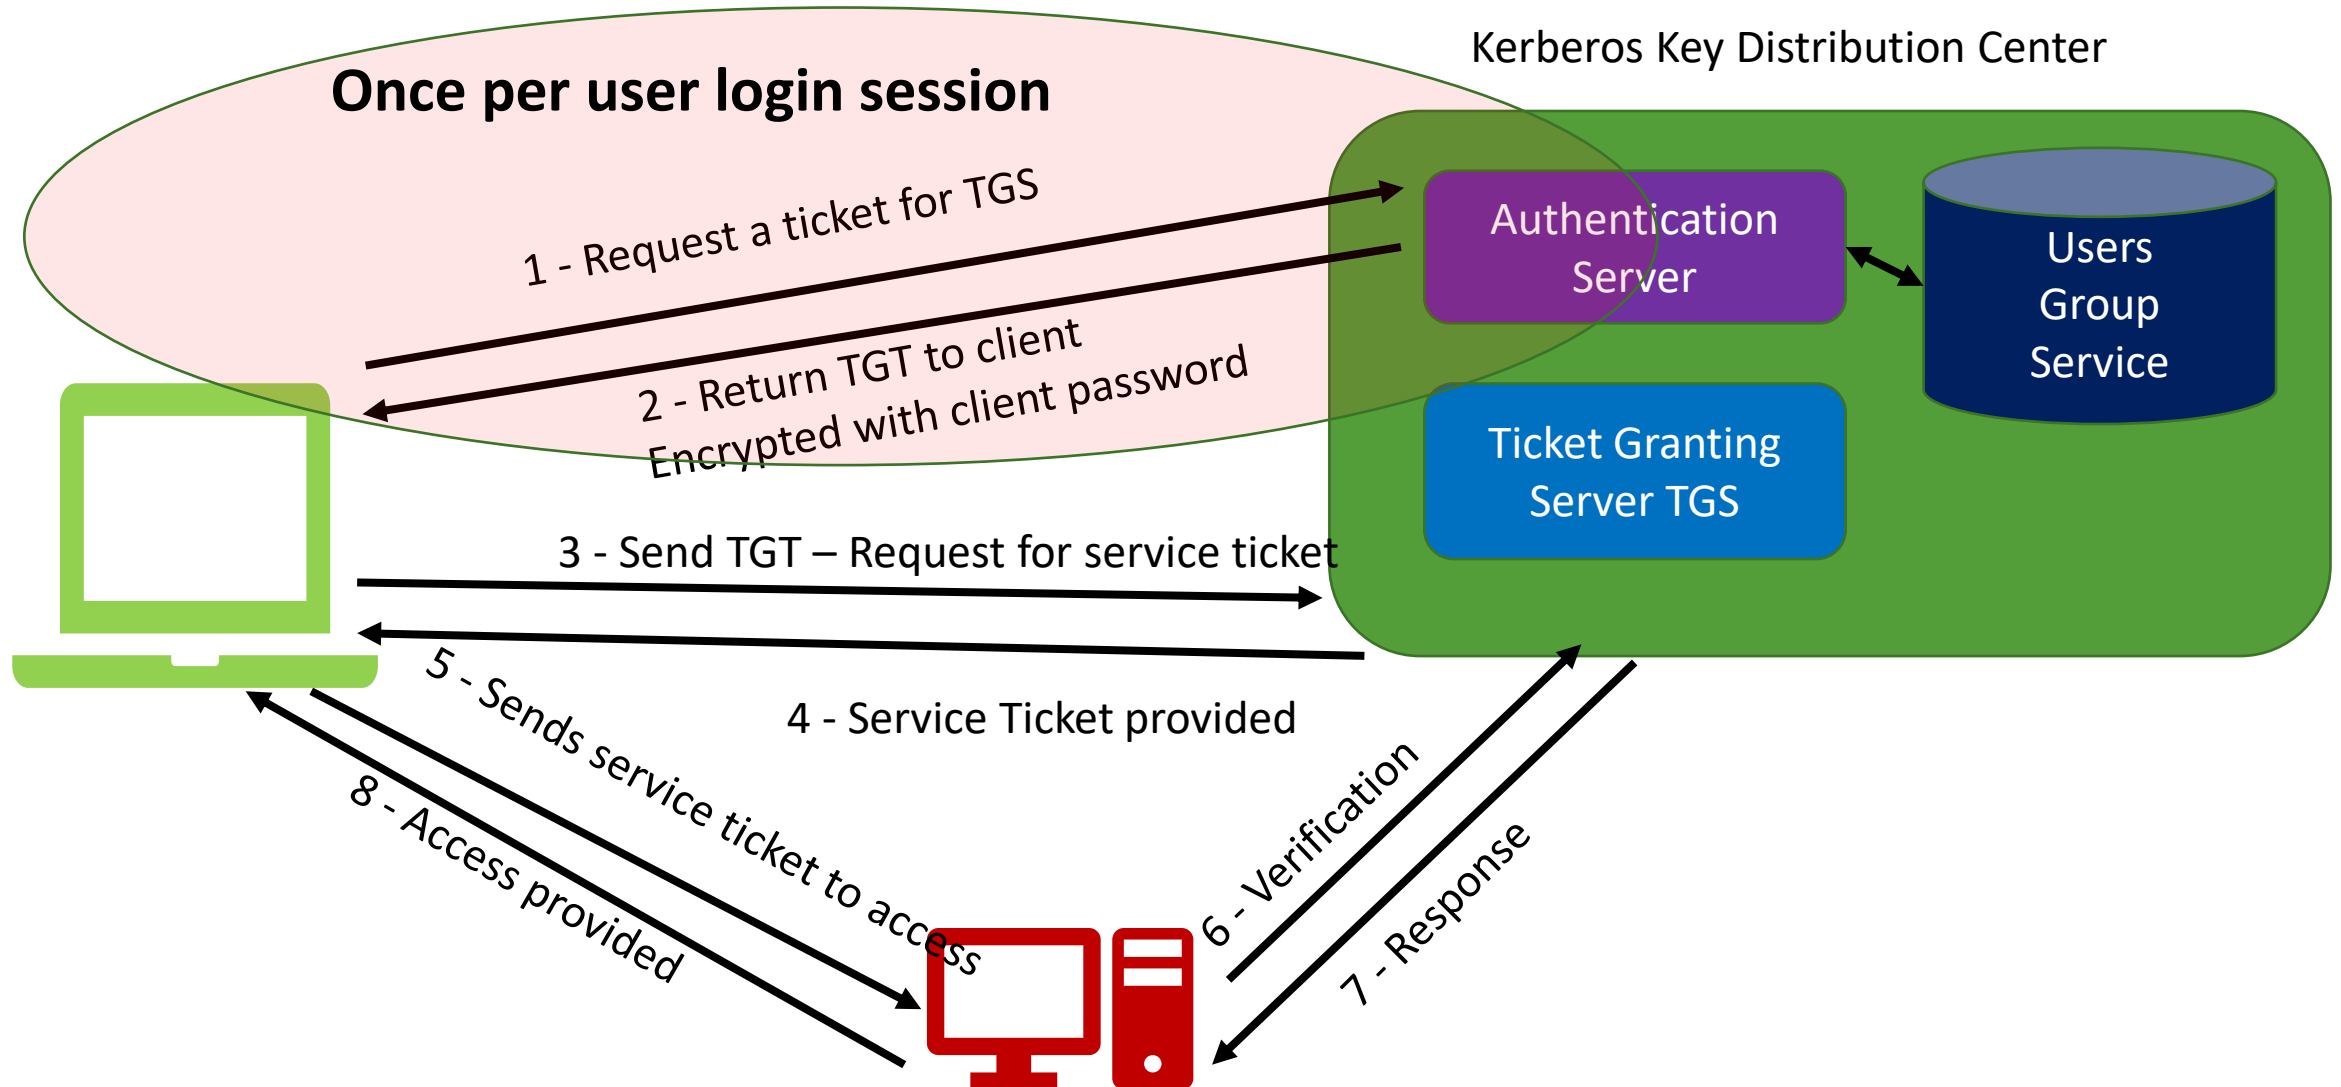 Kerberos Key Distribution Center
Once per user login session
1 - Request a ticket for TGS
2 - Return TGT to client
Encrypted with client password
Authentication
Server
Users
Group
Service
Ticket Granting
Server TGS
3 - Send TGT – Request for service ticket
4 - Service Ticket provided
5 - Sends service ticket to access
8 - Access provided
6 - Verification
7 - Response